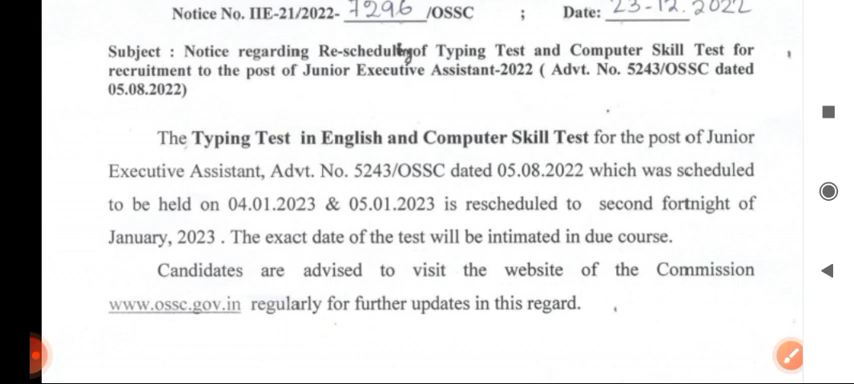 Notice No. IIE-21/2022- 7296 /OSSC ; Date: 23-12.2022
Subject : Notice regarding Re-scheduling of Typing Test and Computer Skill Test for
recruitment to the post of Junior Executive Assistant-2022 ( Advt. No. 5243/OSSC dated
05.08.2022)
The Typing Test in English and Computer Skill Test for the post of Junior
Executive Assistant, Advt. No. 5243/OSSC dated 05.08.2022 which was scheduled
to be held on 04.01.2023 & 05.01.2023 is rescheduled to second fortnight of
January, 2023 . The exact date of the test will be intimated in due course.
Candidates are advised to visit the website of the Commission
www.ossc.gov.in regularly for further updates in this regard.